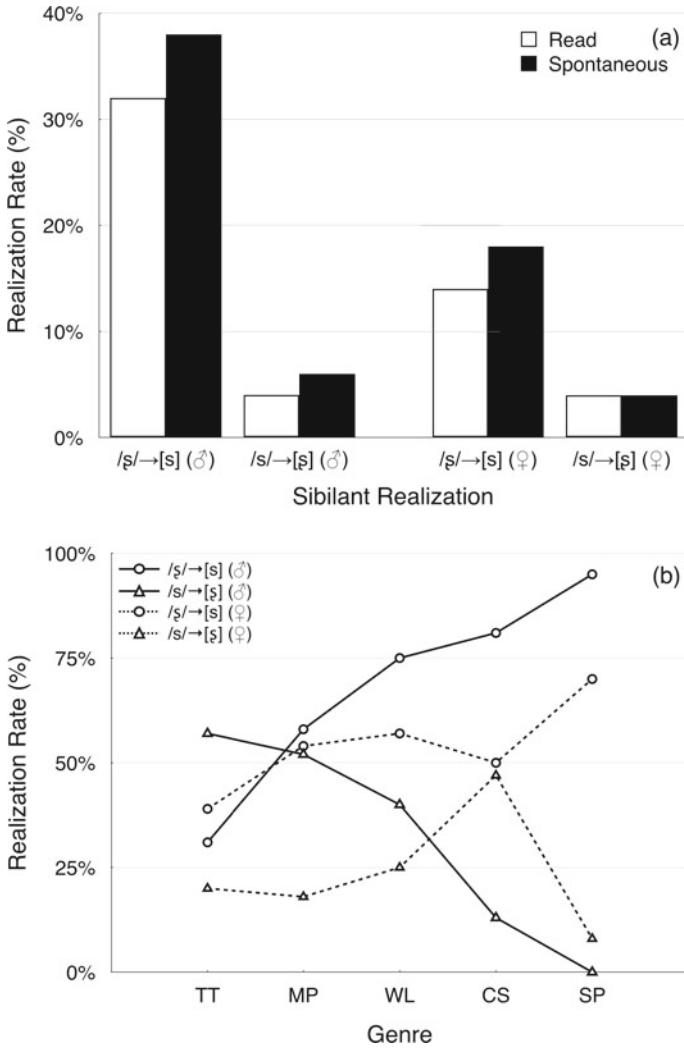 40%
(a)
Read
Spontaneous
30%
20%
10%
0%
Realization Rate (%)
/ʂ/→[s] (♂)
/s/→[ʂ] (♂)
/ʂ/→[s] (♀)
/s/→[ʂ] (♀)
Sibilant Realization
100%
(b)
/ʂ/→[s] (♂)
/s/→[ʂ] (♂)
/ʂ/→[s] (♀)
/s/→[ʂ] (♀)
75%
50%
25%
0%
Realization Rate (%)
TT MP WL CS SP
Genre